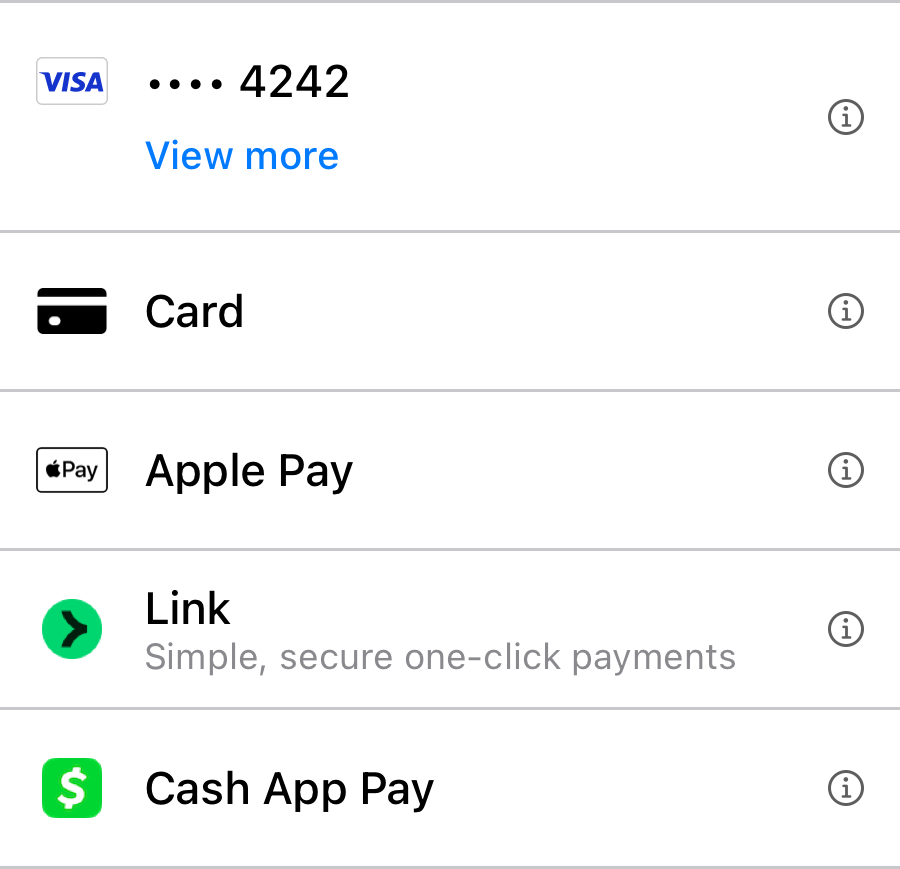 VISA
•••• 4242
View more
Card
Pay
Apple Pay
Link
Simple, secure one-click payments
$
Cash App Pay